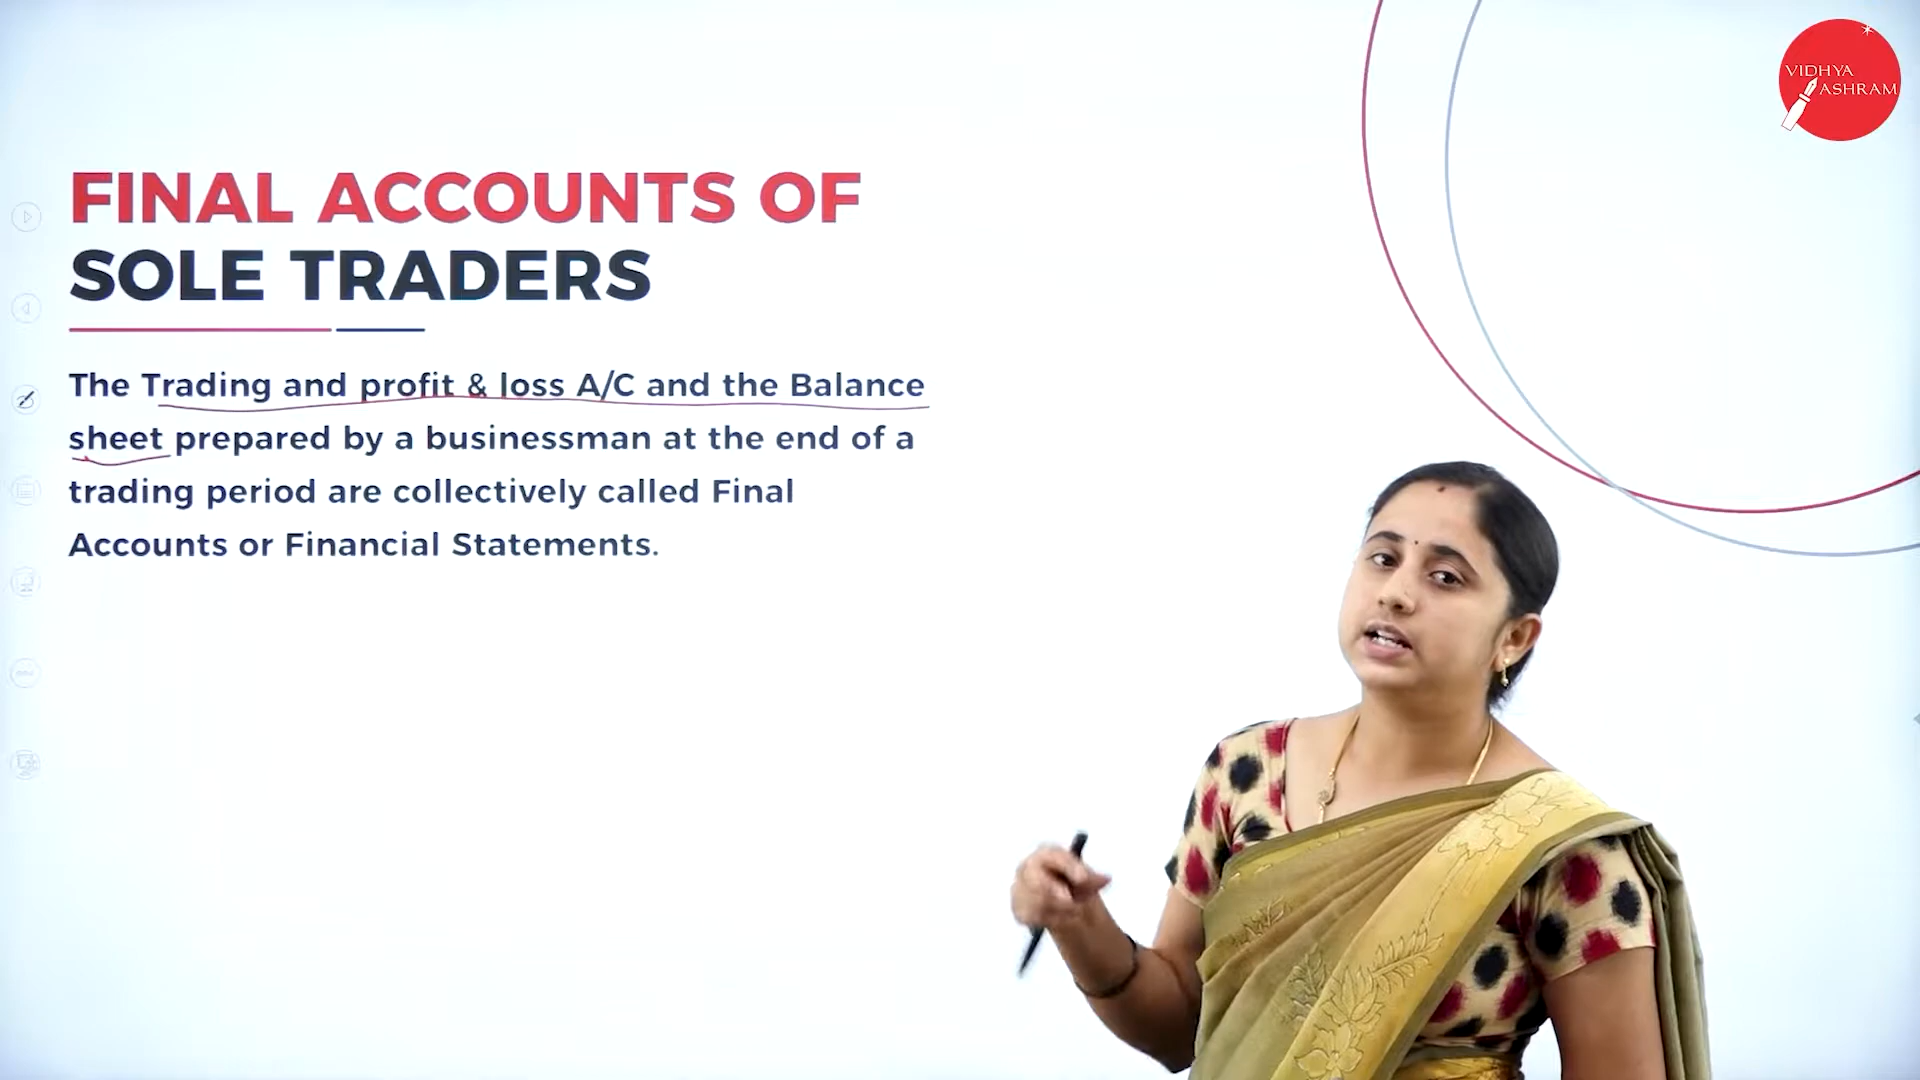 VIDHYA
ASHRAM
FINAL ACCOUNTS OF
SOLE TRADERS
The Trading and profit & loss A/C and the Balance
sheet prepared by a businessman at the end of a
trading period are collectively called Final
Accounts or Financial Statements.